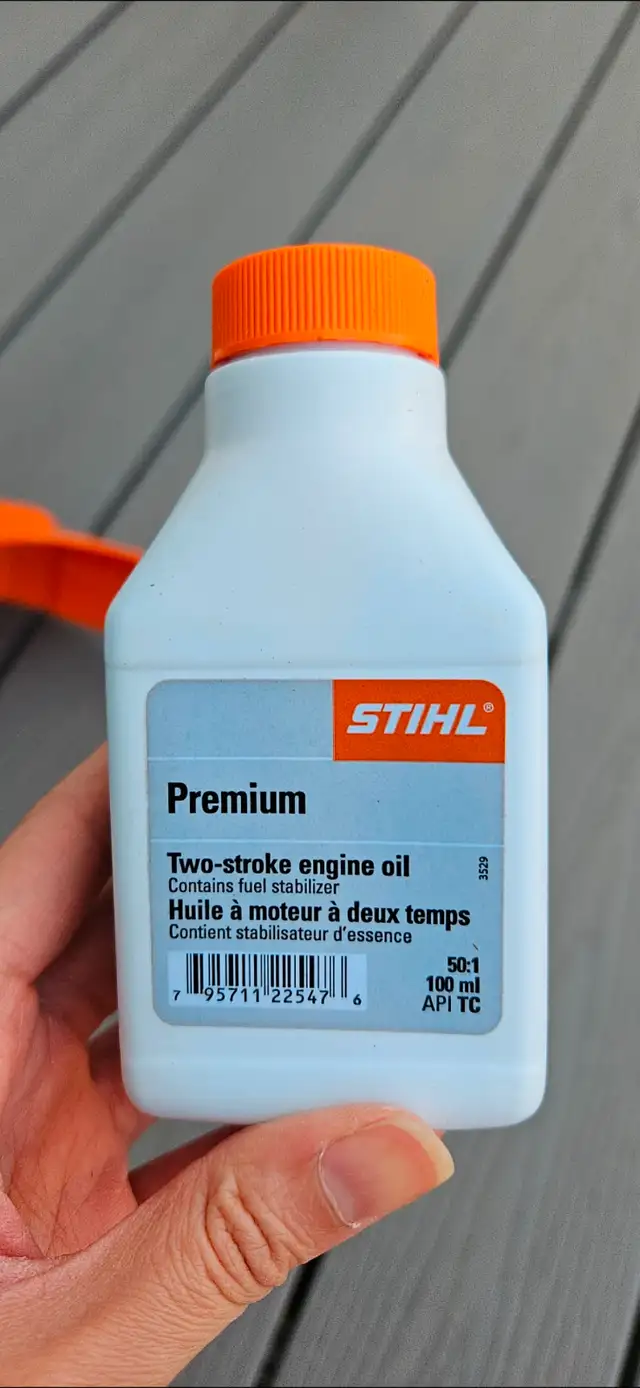 STIHL®
Premium
Two-stroke engine oil
Contains fuel stabilizer
3529
Huile à moteur à deux temps
Contient stabilisateur d'essence
50:1
100 ml
API TC
7 95711 22547 6